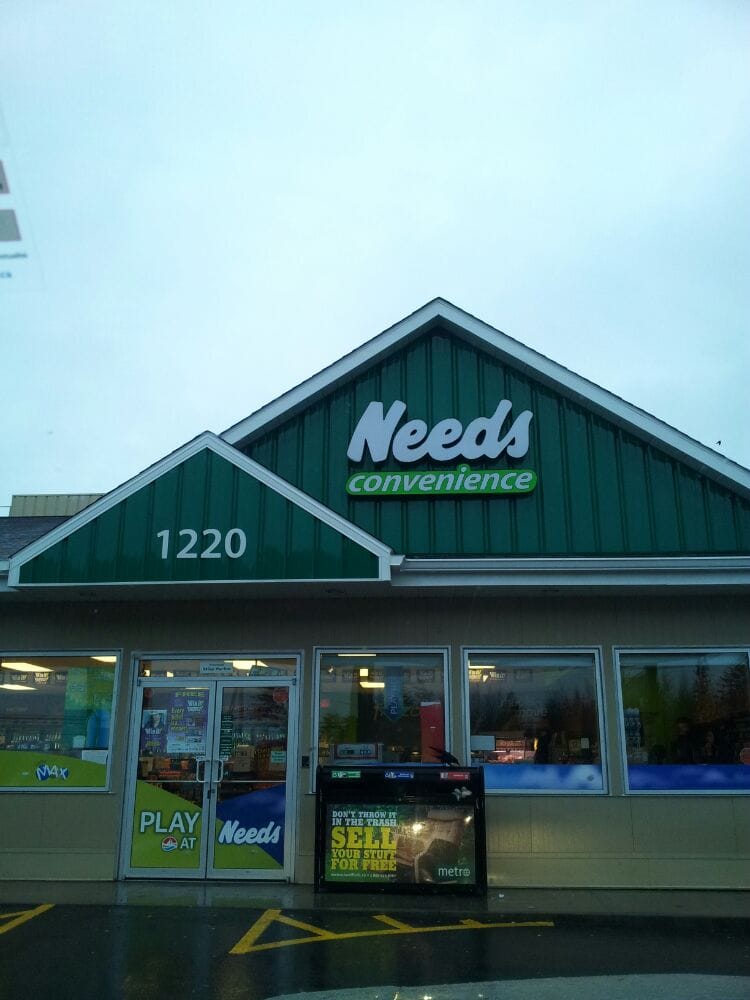 Needs
convenience
1220
FREE
MAX
PLAY
AT
Needs
DON'T THROW IT
IN THE TRASH
SELL
YOUR STUFF
FOR FREE
metro